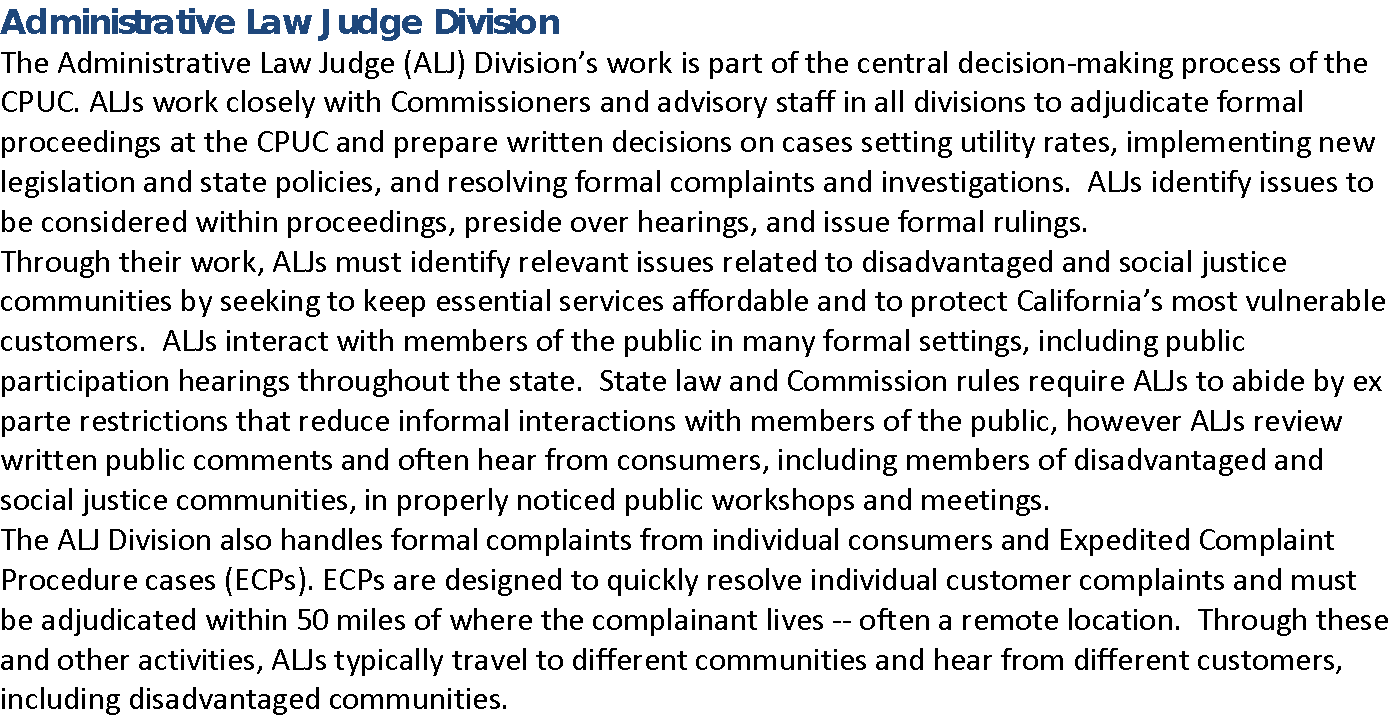 Administrative Law Judge Division
The Administrative Law Judge (ALJ) Division’s work is part of the central decision-making process of the
CPUC. ALJs work closely with Commissioners and advisory staff in all divisions to adjudicate formal
proceedings at the CPUC and prepare written decisions on cases setting utility rates, implementing new
legislation and state policies, and resolving formal complaints and investigations.  ALJs identify issues to
be considered within proceedings, preside over hearings, and issue formal rulings.
Through their work, ALJs must identify relevant issues related to disadvantaged and social justice
communities by seeking to keep essential services affordable and to protect California’s most vulnerable
customers.  ALJs interact with members of the public in many formal settings, including public
participation hearings throughout the state.  State law and Commission rules require ALJs to abide by ex
parte restrictions that reduce informal interactions with members of the public, however ALJs review
written public comments and often hear from consumers, including members of disadvantaged and
social justice communities, in properly noticed public workshops and meetings.
The ALJ Division also handles formal complaints from individual consumers and Expedited Complaint
Procedure cases (ECPs). ECPs are designed to quickly resolve individual customer complaints and must
be adjudicated within 50 miles of where the complainant lives -- often a remote location.  Through these
and other activities, ALJs typically travel to different communities and hear from different customers,
including disadvantaged communities.